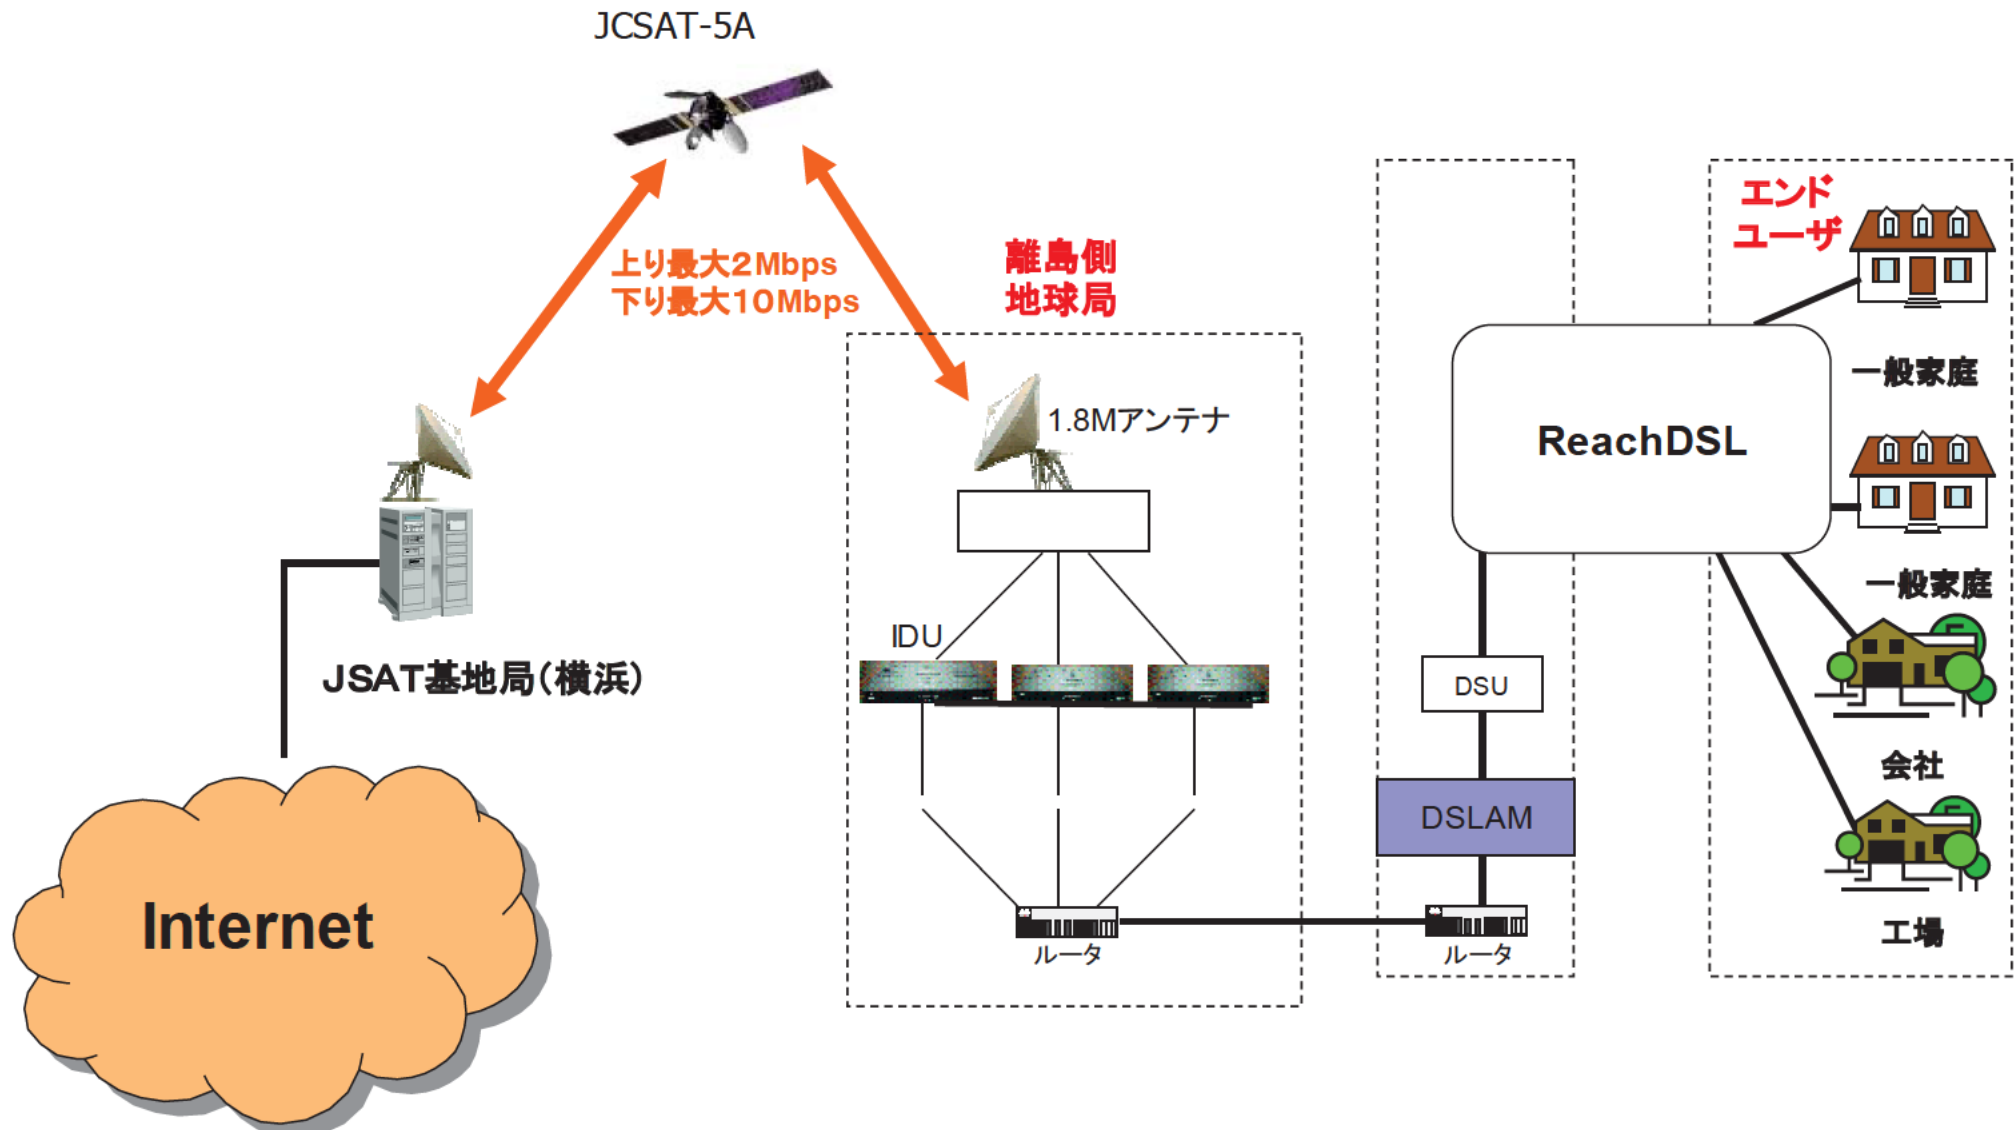 JCSAT-5A
上り最大2Mbps
下り最大10Mbps
離島側
地球局
エンド
ユーザ
1.8Mアンテナ
一般家庭
ReachDSL
一般家庭
IDU
JSAT基地局(横浜)
DSU
会社
DSLAM
Internet
ルータ
ルータ
工場